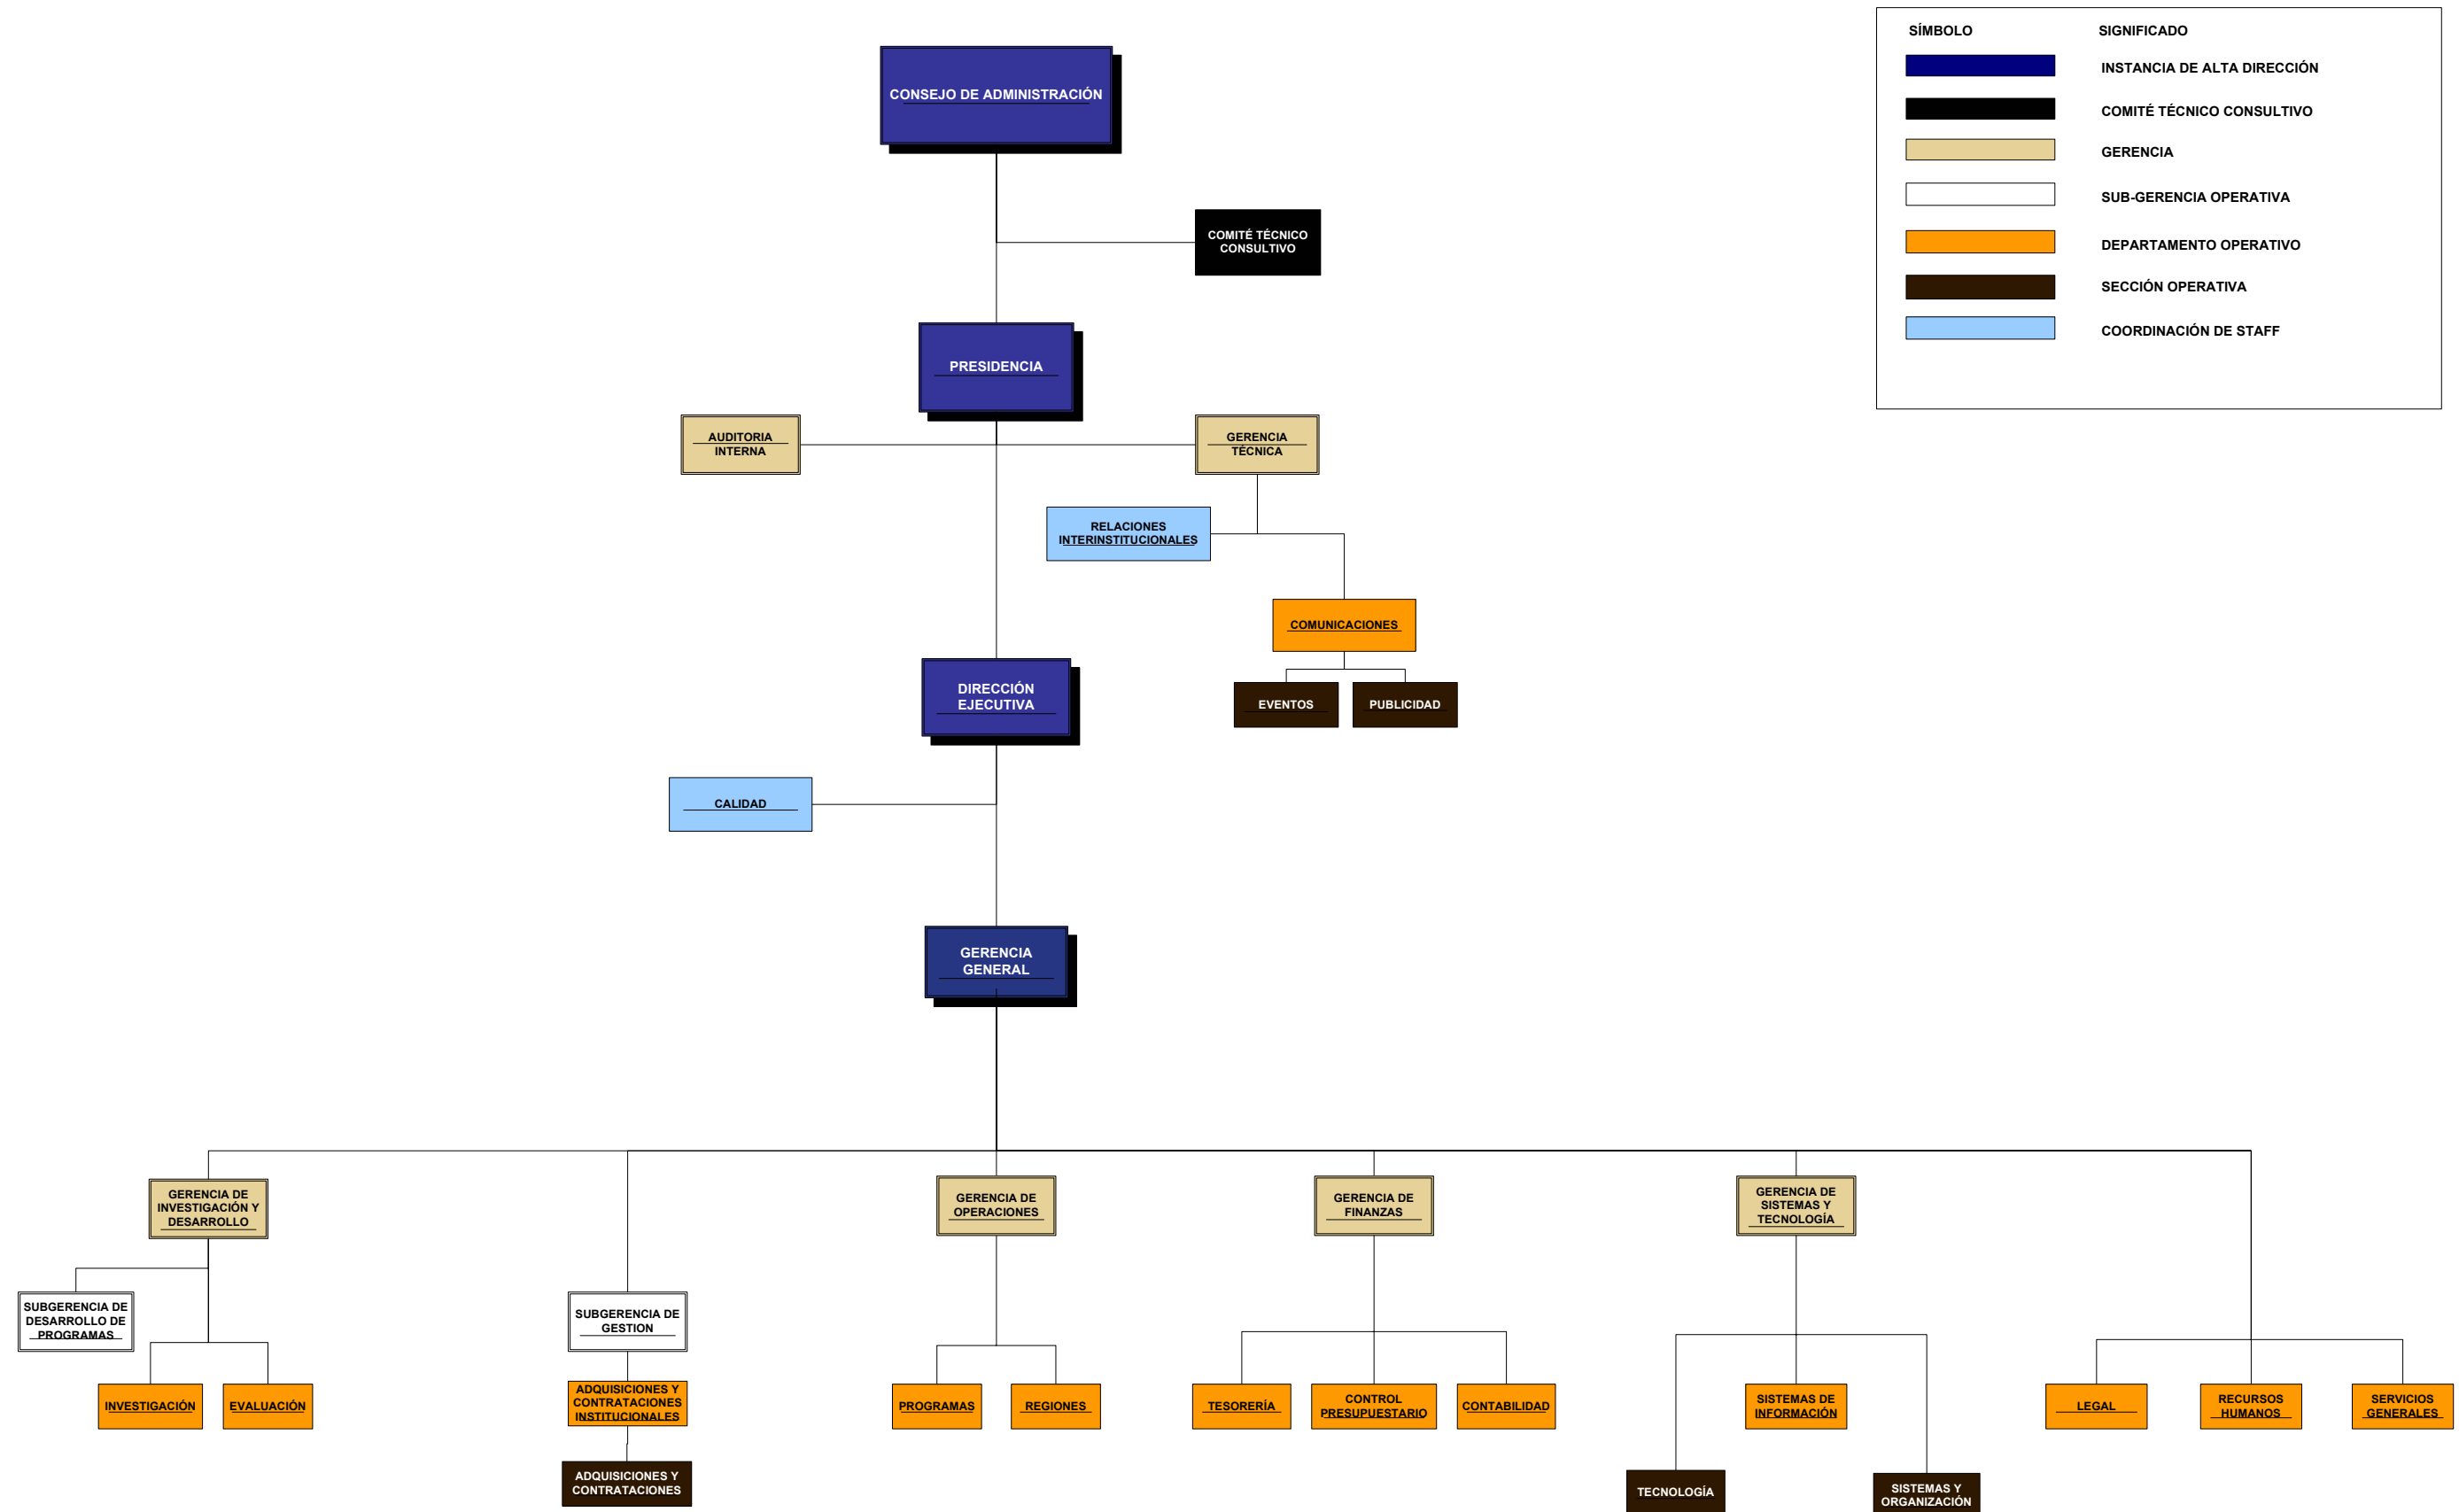 SÍMBOLO SIGNIFICADO
INSTANCIA DE ALTA DIRECCIÓN
COMITÉ TÉCNICO CONSULTIVO
GERENCIA
SUB-GERENCIA OPERATIVA
DEPARTAMENTO OPERATIVO
SECCIÓN OPERATIVA
COORDINACIÓN DE STAFF
CONSEJO DE ADMINISTRACIÓN
COMITÉ TÉCNICO
CONSULTIVO
PRESIDENCIA
AUDITORIA
INTERNA
GERENCIA
TÉCNICA
RELACIONES
INTERINSTITUCIONALES
COMUNICACIONES
EVENTOS
PUBLICIDAD
DIRECCIÓN
EJECUTIVA
CALIDAD
GERENCIA
GENERAL
GERENCIA DE
INVESTIGACIÓN Y
DESARROLLO
GERENCIA DE
OPERACIONES
GERENCIA DE
FINANZAS
GERENCIA DE
SISTEMAS Y
TECNOLOGÍA
SUBGERENCIA DE
DESARROLLO DE
PROGRAMAS
SUBGERENCIA DE
GESTION
INVESTIGACIÓN
EVALUACIÓN
ADQUISICIONES Y
CONTRATACIONES
INSTITUCIONALES
PROGRAMAS
REGIONES
TESORERÍA
CONTROL
PRESUPUESTARIO
CONTABILIDAD
SISTEMAS DE
INFORMACIÓN
LEGAL
RECURSOS
HUMANOS
SERVICIOS
GENERALES
ADQUISICIONES Y
CONTRATACIONES
TECNOLOGÍA
SISTEMAS Y
ORGANIZACIÓN